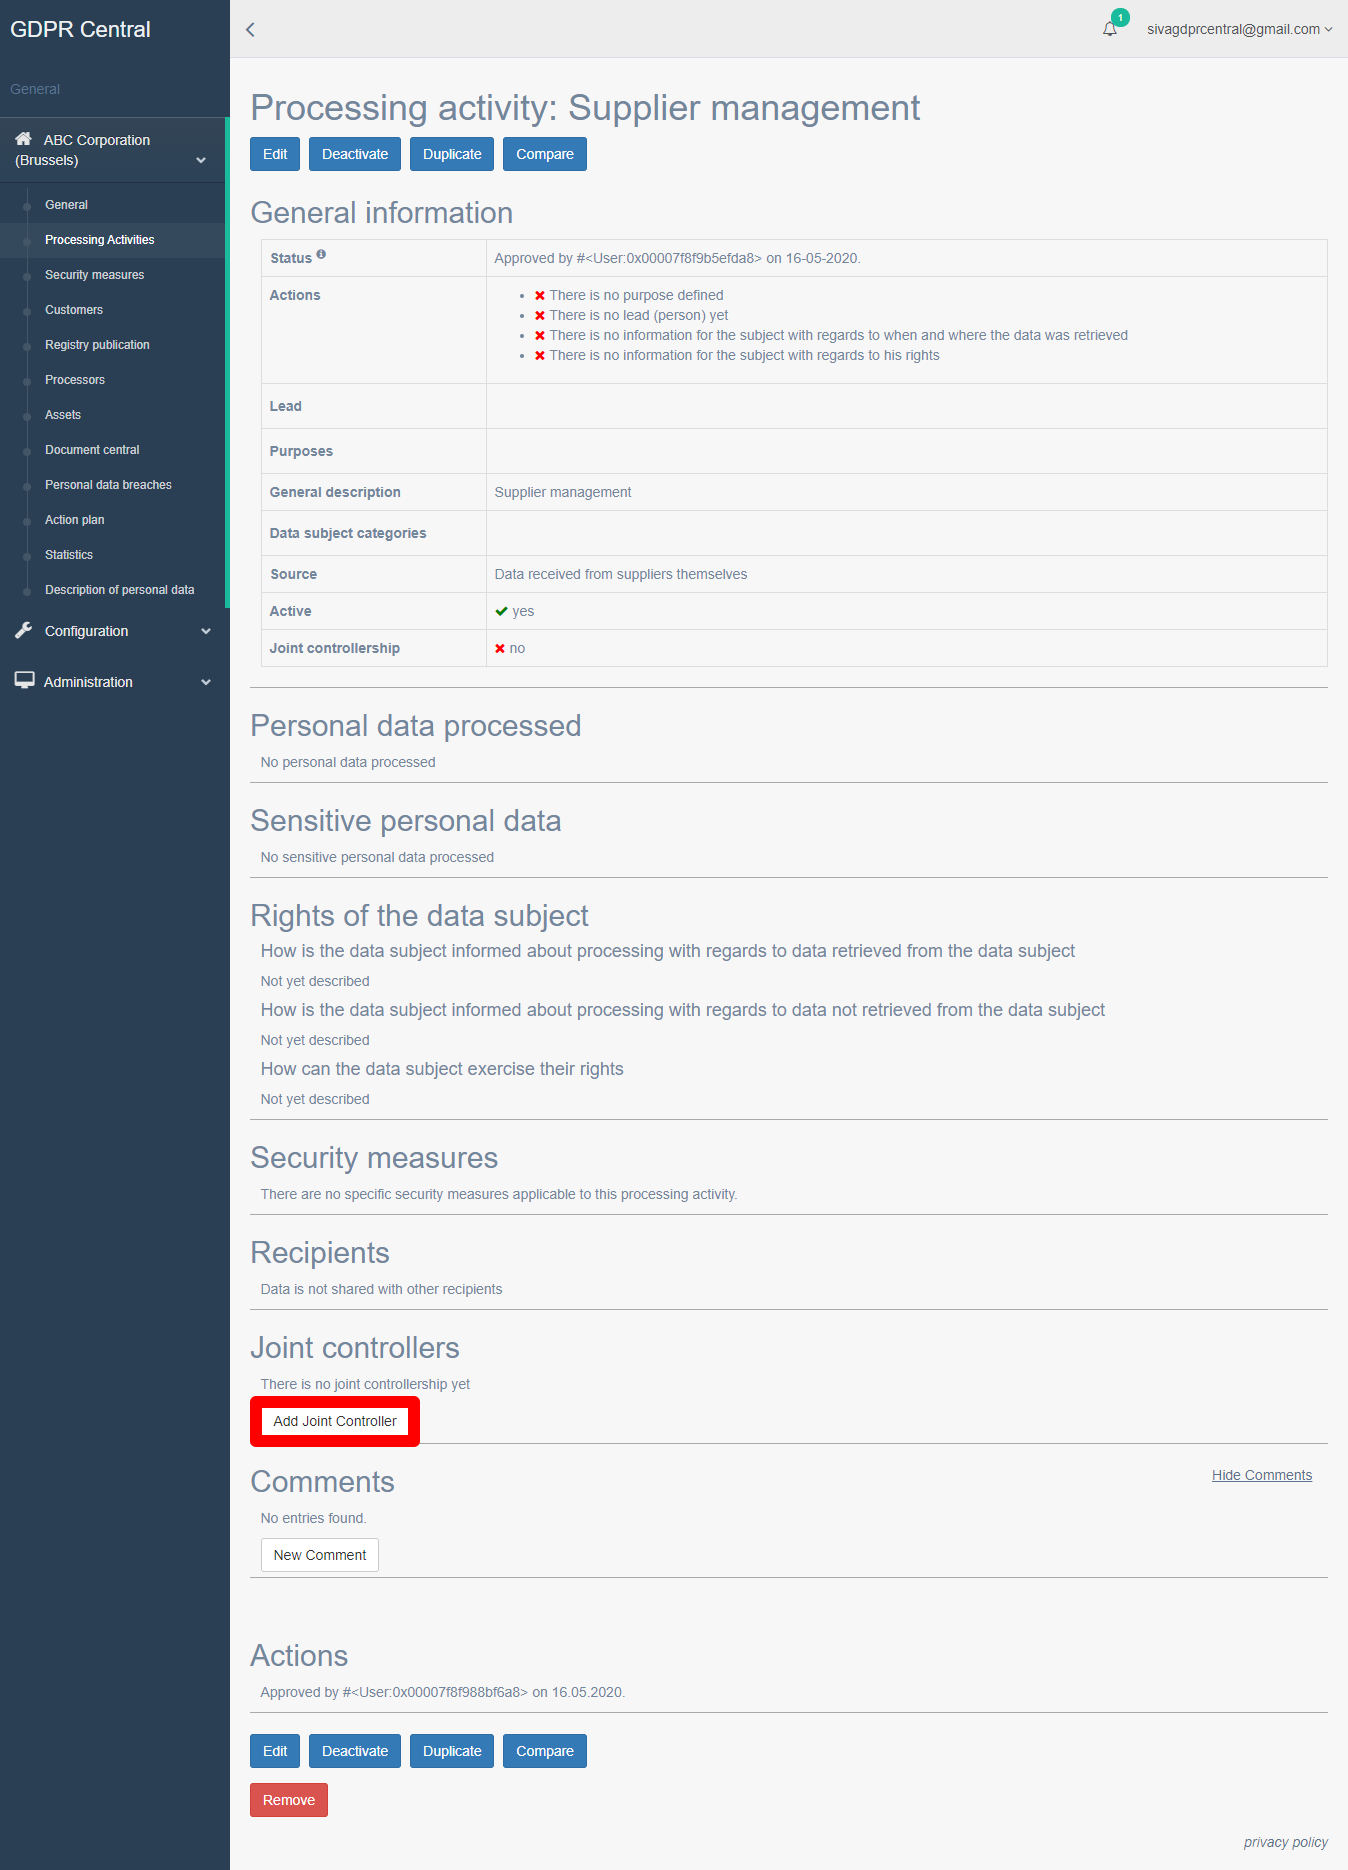 GDPR Central
1
sivagdprcentral@gmail.com
General
ABC Corporation
(Brussels)
General
Processing Activities
Security measures
Customers
Registry publication
Processors
Assets
Document central
Personal data breaches
Action plan
Statistics
Description of personal data
Configuration
Administration
Processing activity: Supplier management
Edit Deactivate Duplicate Compare
General information
Status Approved by #<User:0x00007f8f9b5efda8> on 16-05-2020.
Actions
There is no purpose defined
There is no lead (person) yet
There is no information for the subject with regards to when and where the data was retrieved
There is no information for the subject with regards to his rights
Lead
Purposes
General description Supplier management
Data subject categories
Source Data received from suppliers themselves
Active yes
Joint controllership no
Personal data processed
No personal data processed
Sensitive personal data
No sensitive personal data processed
Rights of the data subject
How is the data subject informed about processing with regards to data retrieved from the data subject
Not yet described
How is the data subject informed about processing with regards to data not retrieved from the data subject
Not yet described
How can the data subject exercise their rights
Not yet described
Security measures
There are no specific security measures applicable to this processing activity.
Recipients
Data is not shared with other recipients
Joint controllers
There is no joint controllership yet
Add Joint Controller
Comments Hide Comments
No entries found.
New Comment
Actions
Approved by #<User:0x00007f8f988bf6a8> on 16.05.2020.
Edit Deactivate Duplicate Compare
Remove
privacy policy